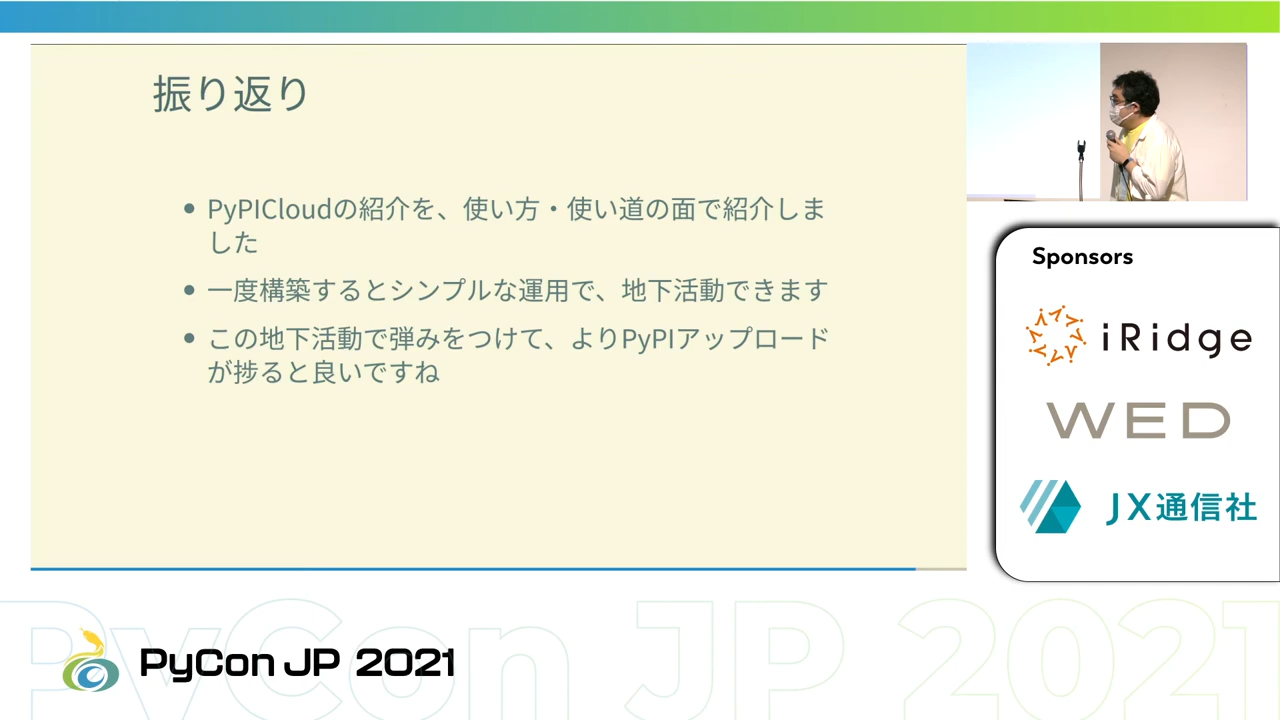 振り返り
PyPICloudの紹介を、使い方・使い道の面で紹介しま
した
一度構築するとシンプルな運用で、地下活動できます
この地下活動で弾みをつけて、よりPyPIアップロード
が捗ると良いですね
Sponsors
iRidge
WED
JX通信社
PyCon JP 2021
PyCon JP 2021